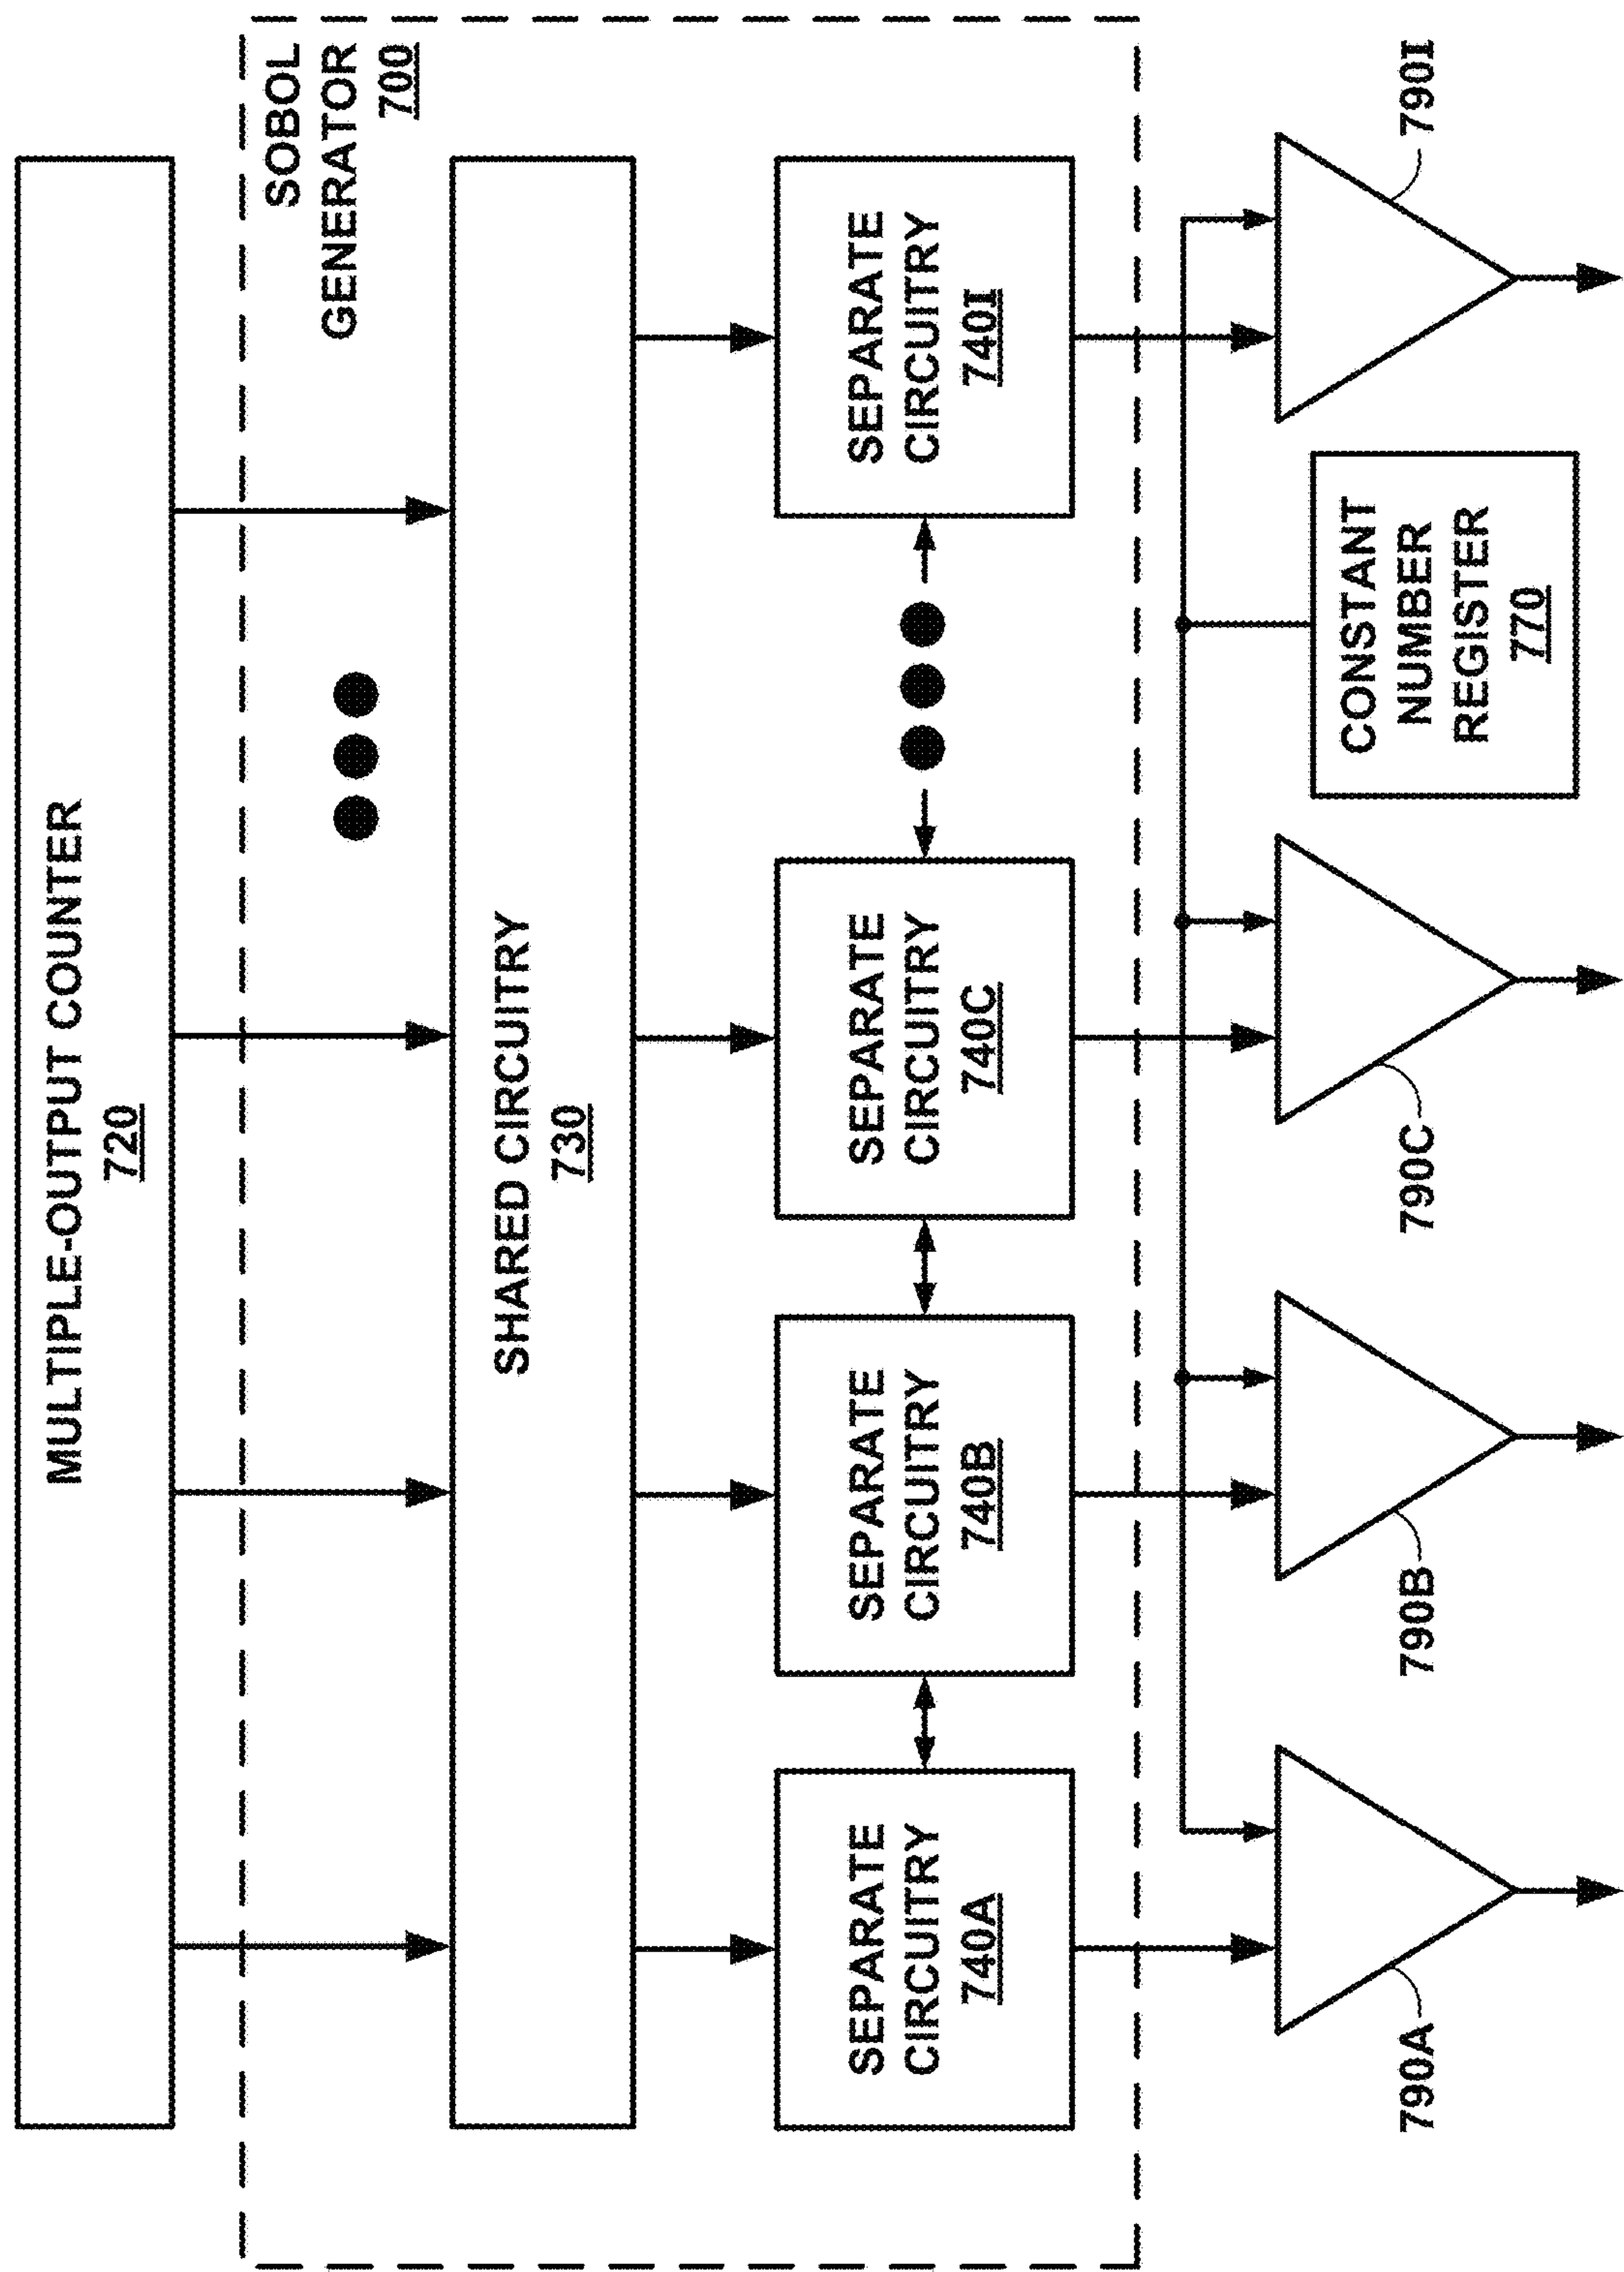 MULTIPLE-OUTPUT COUNTER
720
SOBOL
GENERATOR
700
SHARED CIRCUITRY
730
SEPARATE
CIRCUITRY
740A
SEPARATE
CIRCUITRY
740B
SEPARATE
CIRCUITRY
740C
SEPARATE
CIRCUITRY
740I
CONSTANT
NUMBER
REGISTER
770
790A
790B
790C
790I